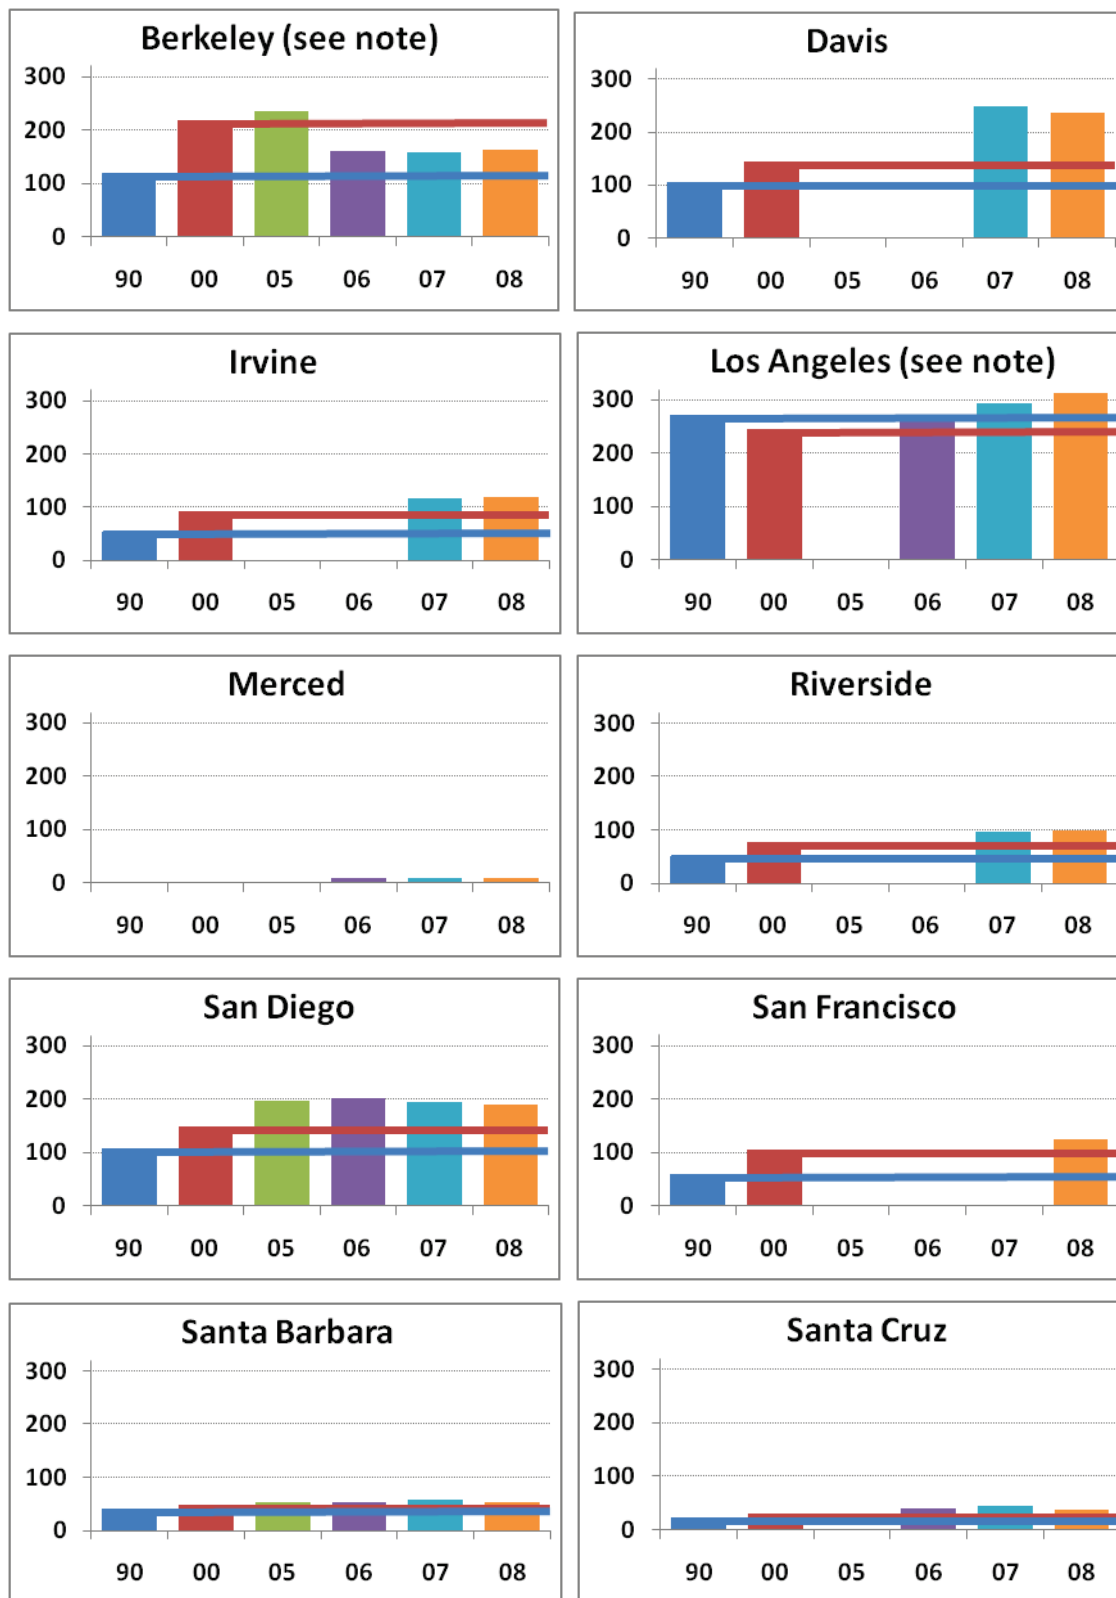 Berkeley (see note)
300
200
100
0
90 00 05 06 07 08
Davis
300
200
100
0
90 00 05 06 07 08
Irvine
300
200
100
0
90 00 05 06 07 08
Los Angeles (see note)
300
200
100
0
90 00 05 06 07 08
Merced
300
200
100
0
90 00 05 06 07 08
Riverside
300
200
100
0
90 00 05 06 07 08
San Diego
300
200
100
0
90 00 05 06 07 08
San Francisco
300
200
100
0
90 00 05 06 07 08
Santa Barbara
300
200
100
0
90 00 05 06 07 08
Santa Cruz
300
200
100
0
90 00 05 06 07 08